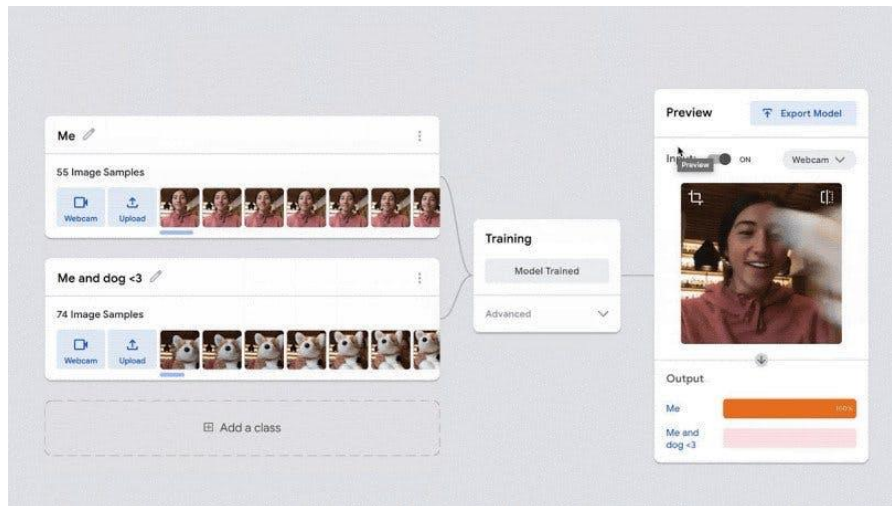 Me
55 Image Samples
Webcam
Upload
Me and dog <3
74 Image Samples
Webcam
Upload
Add a class
Training
Model Trained
Advanced
Preview
Export Model
ON
Webcam
Preview
Output
Me
100%
Me and
dog <3